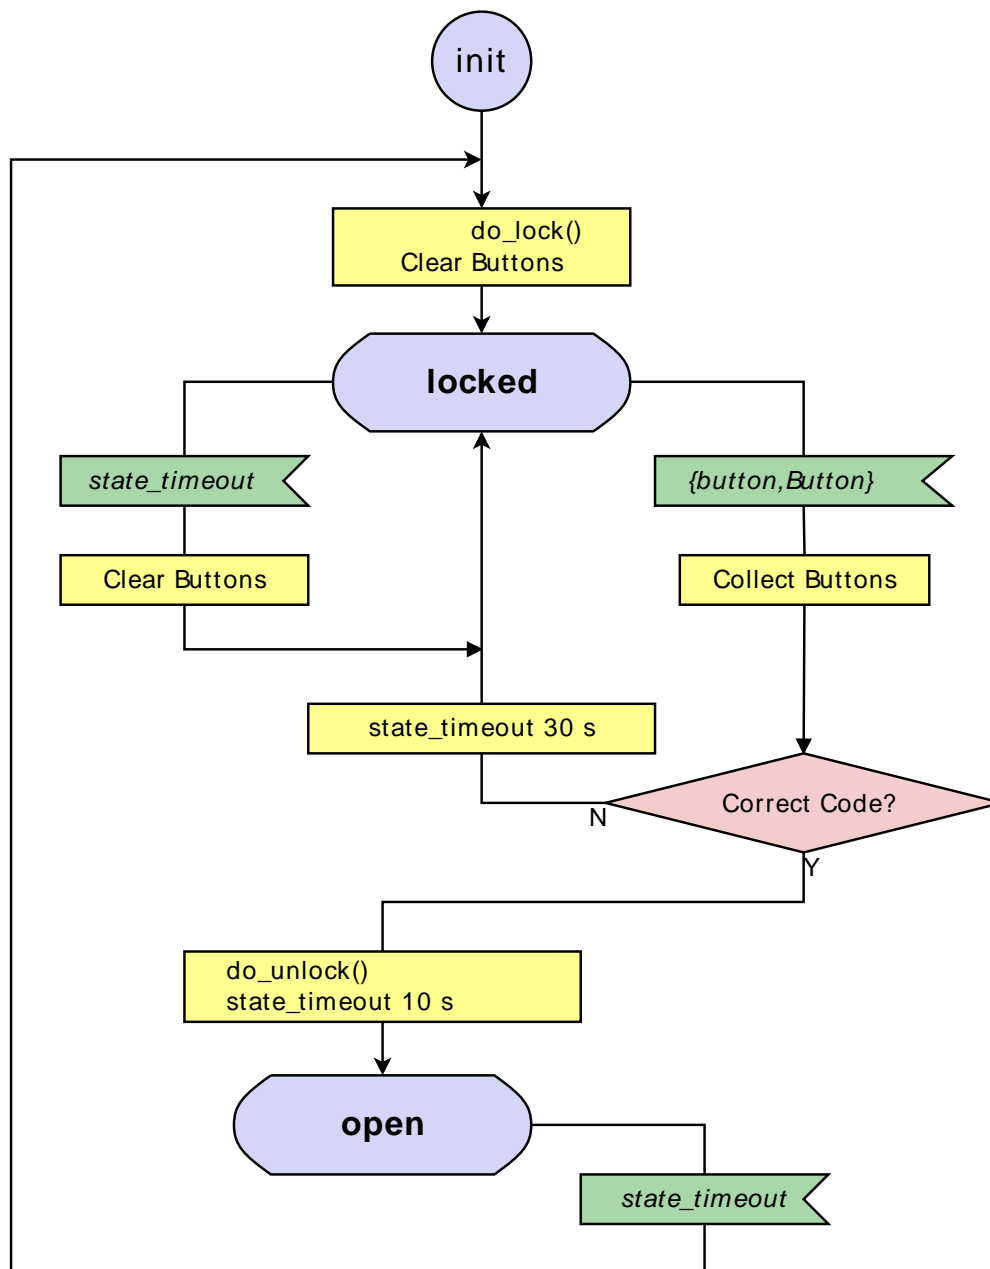 init
do_lock()
Clear Buttons
locked
state_timeout
{button,Button}
Clear Buttons
Collect Buttons
state_timeout 30 s
Correct Code?
N
Y
do_unlock()
state_timeout 10 s
open
state_timeout